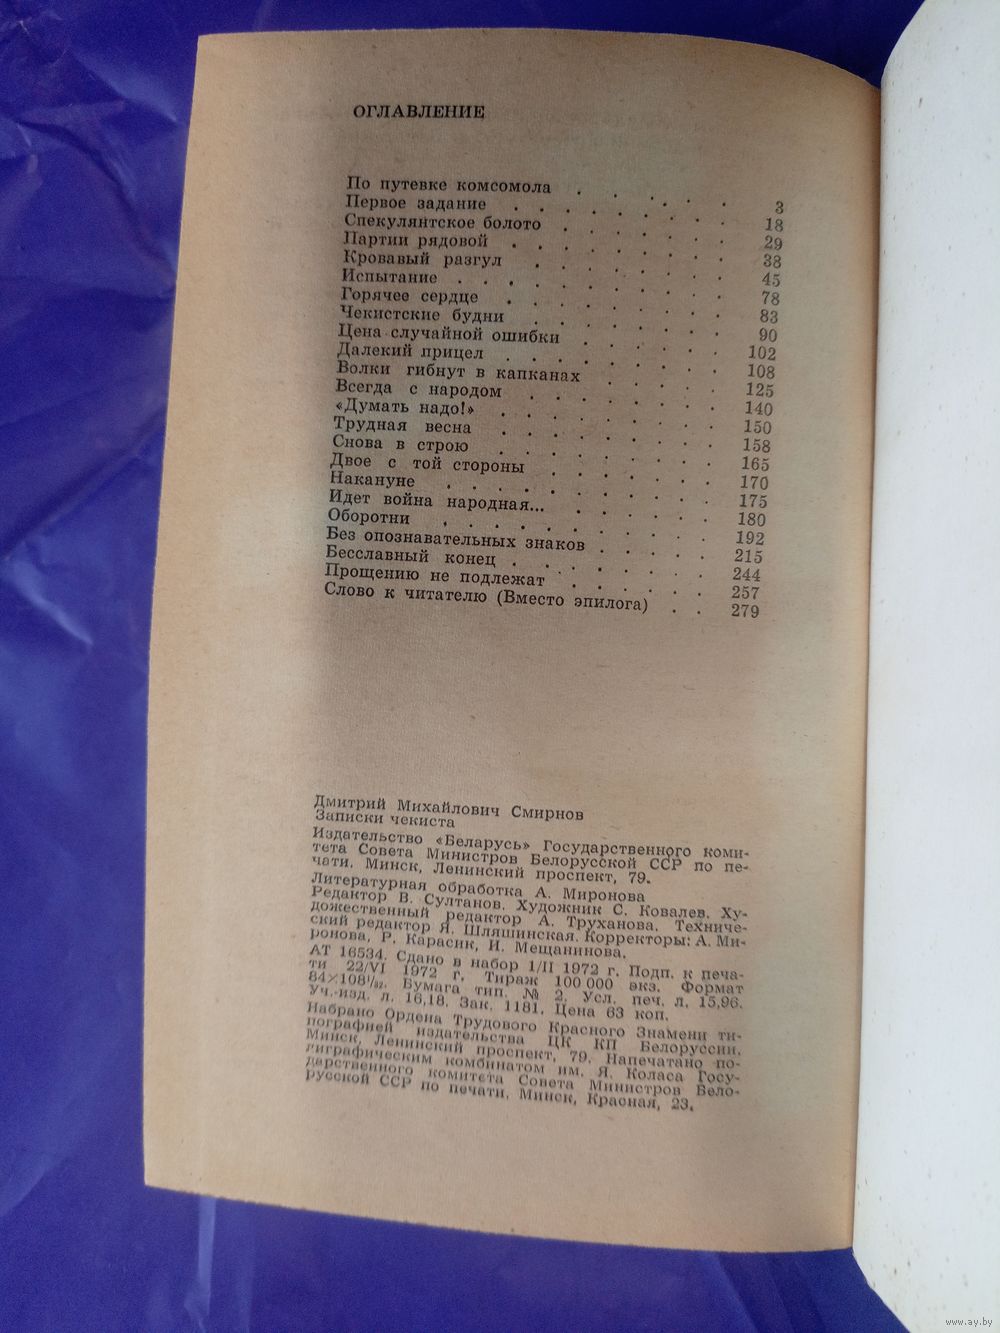 ОГЛАВЛЕНИЕ
По путевке комсомола . . . . . . 3
Первое задание . . . . . . . . 18
Спекулянтское болото . . . . . . 29
Партии рядовой . . . . . . . . 38
Кровавый разгул . . . . . . . 45
Испытание . . . . . . . . . 78
Горячее сердце . . . . . . . . 83
Чекистские будни . . . . . . . 90
Цена случайной ошибки . . . . . . 102
Далекий прицел . . . . . . . . 108
Волки гибнут в капканах . . . . . 125
Всегда с народом . . . . . . . 140
«Думать надо!» . . . . . . . . 150
Трудная весна . . . . . . . . 158
Снова в строю . . . . . . . . 165
Двое с той стороны . . . . . . 170
Накануне . . . . . . . . . 175
Идет война народная... . . . . . . 180
Оборотни . . . . . . . . . 192
Без опознавательных знаков . . . . . 215
Бесславный конец . . . . . . . 244
Прощению не подлежат . . . . . . 257
Слово к читателю (Вместо эпилога) . . 279
Дмитрий Михайлович Смирнов
Записки чекиста
Издательство «Беларусь» Государственного коми-
тета Совета Министров Белорусской ССР по пе-
чати. Минск, Ленинский проспект, 79.
Литературная обработка А. Миронова
Редактор В. Султанов. Художник С. Ковалев. Ху-
дожественный редактор А. Труханова. Техниче-
ский редактор Я. Шляшинская. Корректоры: А. Ми-
ронова, Р. Карасик, И. Мещанинова.
АТ 16534. Сдано в набор 1/II 1972 г. Подп. к печа-
ти 22/VI 1972 г. Тираж 100 000 экз. Формат
84×108¹/₃₂. Бумага тип. № 2. Усл. печ. л. 15,96.
Уч.-изд. л. 16,18. Зак. 1181. Цена 63 коп.
Набрано Ордена Трудового Красного Знамени ти-
пографией издательства ЦК КП Белоруссии.
Минск, Ленинский проспект, 79. Напечатано по-
лиграфическим комбинатом им. Я. Коласа Госу-
дарственного комитета Совета Министров Бело-
русской ССР по печати. Минск, Красная, 23.
www.ay.by